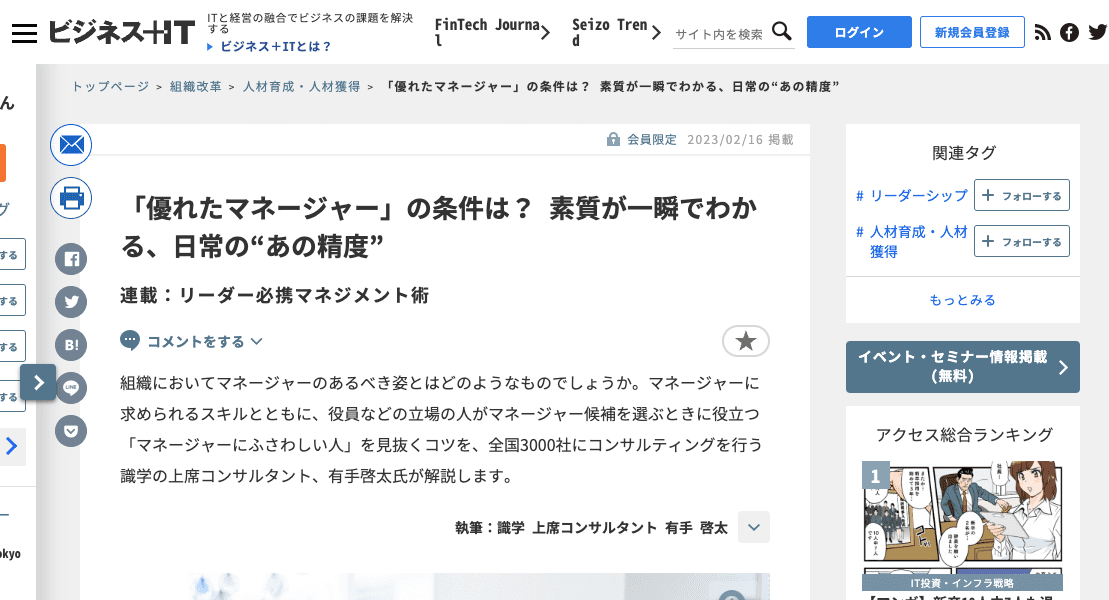 ビジネス+IT
ITと経営の融合でビジネスの課題を解決
する
ビジネス+ITとは？
FinTech Journa
l
Seizo Tren
d
サイト内を検索
ログイン
新規会員登録
トップページ > 組織改革 > 人材育成・人材獲得 > 「優れたマネージャー」の条件は？ 素質が一瞬でわかる、日常の“あの精度”
ん
グ
する
する
する
する
ー
okyo
B!
LINE
会員限定 2023/02/16 掲載
「優れたマネージャー」の条件は？ 素質が一瞬でわか
る、日常の“あの精度”
連載：リーダー必携マネジメント術
コメントをする
組織においてマネージャーのあるべき姿とはどのようなものでしょうか。マネージャーに
求められるスキルとともに、役員などの立場の人がマネージャー候補を選ぶときに役立つ
「マネージャーにふさわしい人」を見抜くコツを、全国3000社にコンサルティングを行う
識学の上席コンサルタント、有手啓太氏が解説します。
執筆：識学 上席コンサルタント 有手 啓太
関連タグ
# リーダーシップ
+ フォローする
# 人材育成・人材
獲得
+ フォローする
もっとみる
イベント・セミナー情報掲載
（無料）
アクセス総合ランキング
1
社長！
IT投資・インフラ戦略